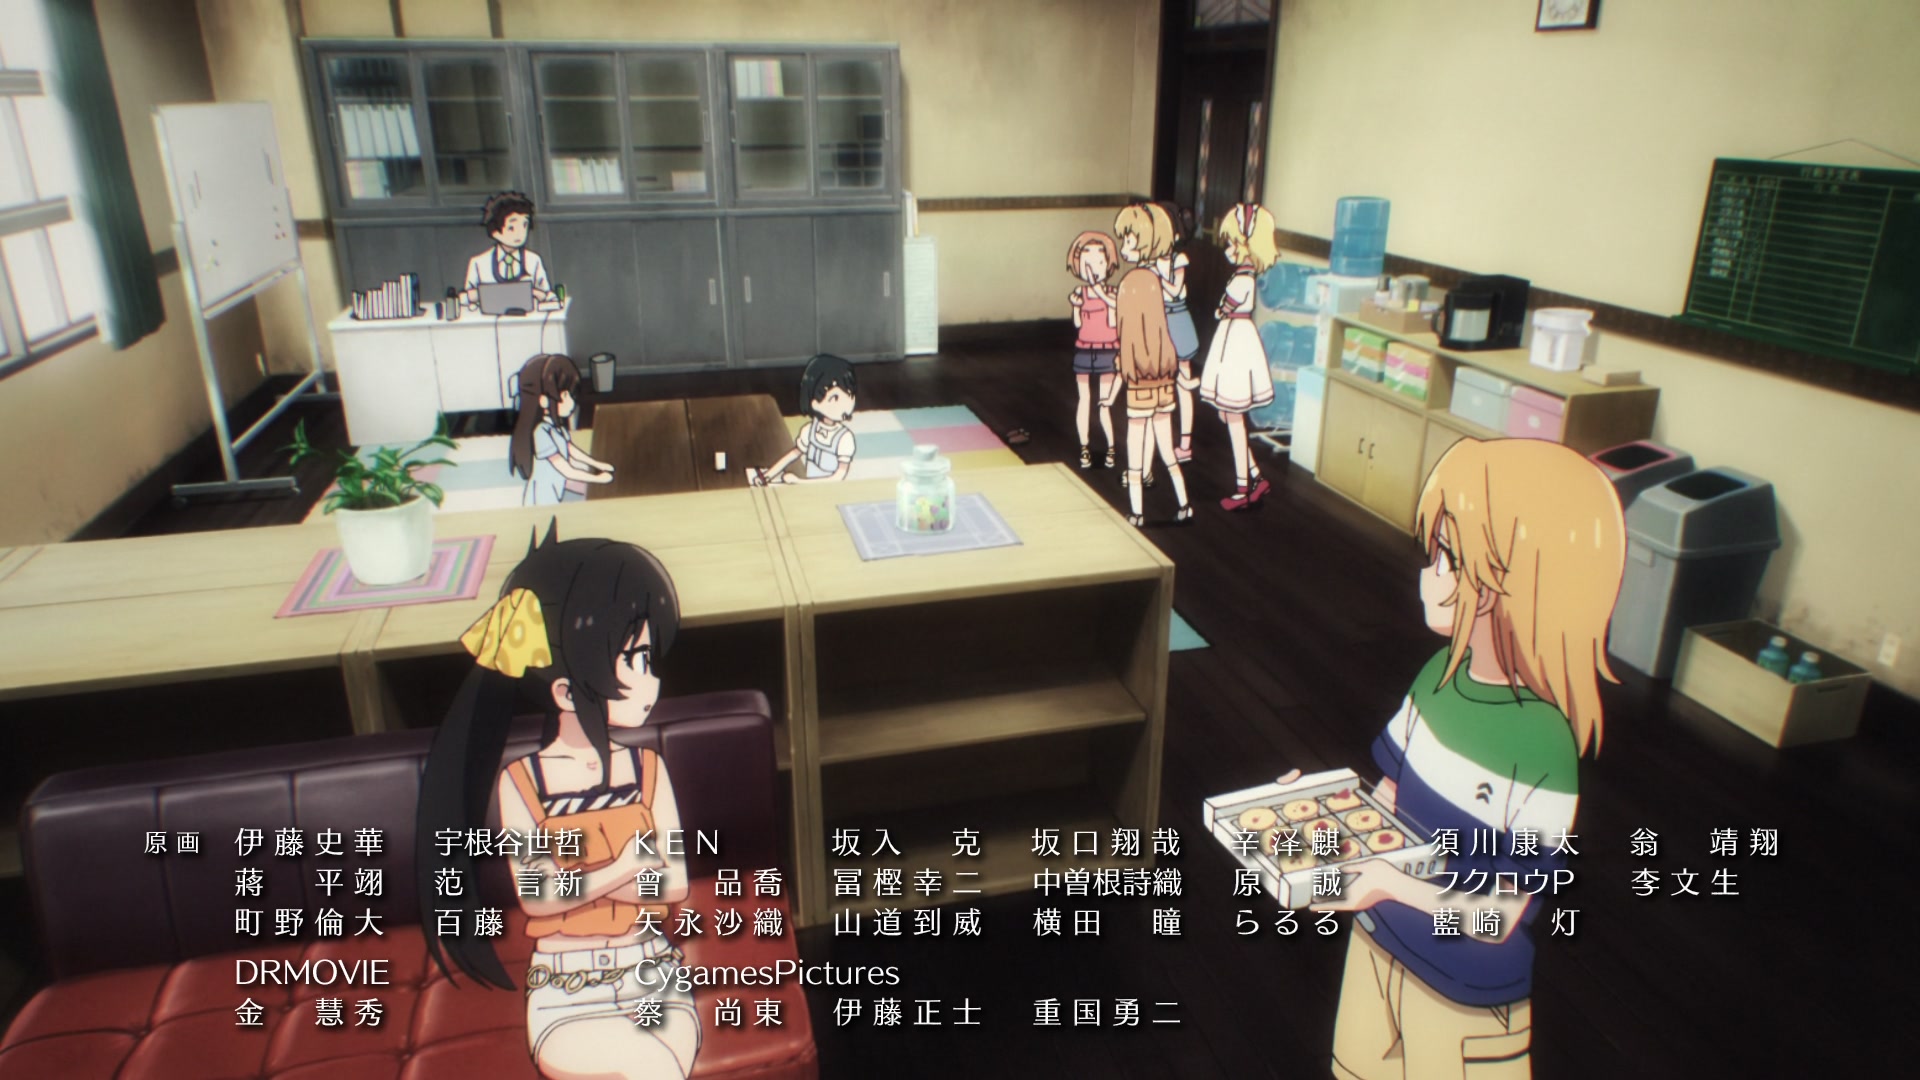 原画 伊藤史華 宇根谷世哲 KEN 坂入 克 坂口翔哉 辛泽麒 須川康太 翁 靖翔
蔣 平翊 范 言新 曾 品喬 冨樫幸二 中曽根詩織 原 誠 フクロウP 李文生
町野倫大 百藤 矢永沙織 山道到威 横田 瞳 らるる 藍崎 灯
DRMOVIE CygamesPictures
金 慧秀 蔡 尚東 伊藤正士 重国勇二